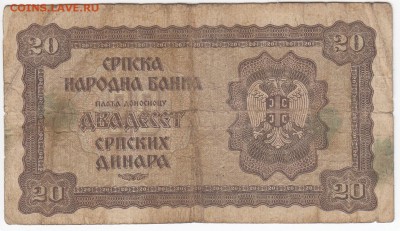 COINS.LAVE.RU
20
20
СРПСКА
НАРОДНА БАНКА
ПЛАЋА ДОНОСИОЦУ
ДВАДЕСЕТ
СРПСКИХ
ДИНАРА
20
20